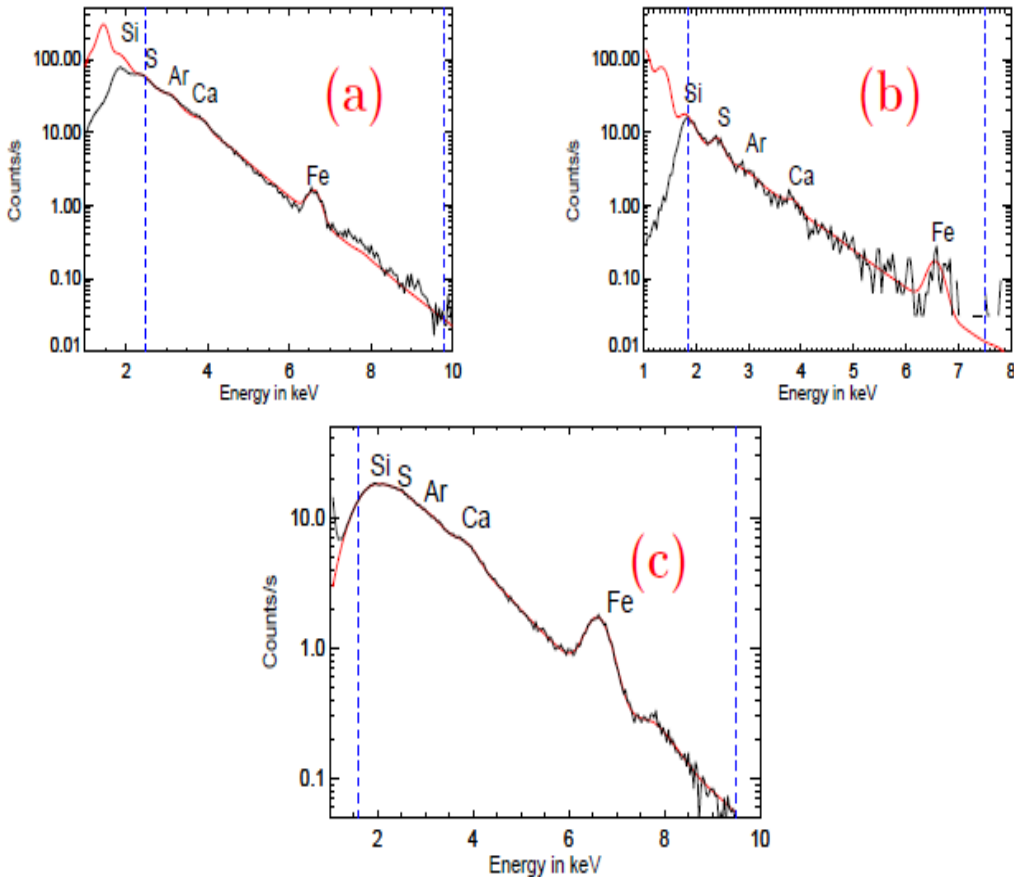 100.00
10.00
1.00
0.10
0.01
Counts/s
Si
S
Ar
Ca
Fe
(a)
2
4
6
8
10
Energy in keV
100.00
10.00
1.00
0.10
0.01
Counts/s
Si
S
Ar
Ca
Fe
(b)
1
2
3
4
5
6
7
8
Energy in keV
10.0
1.0
0.1
Counts/s
Si
S
Ar
Ca
Fe
(c)
2
4
6
8
10
Energy in keV